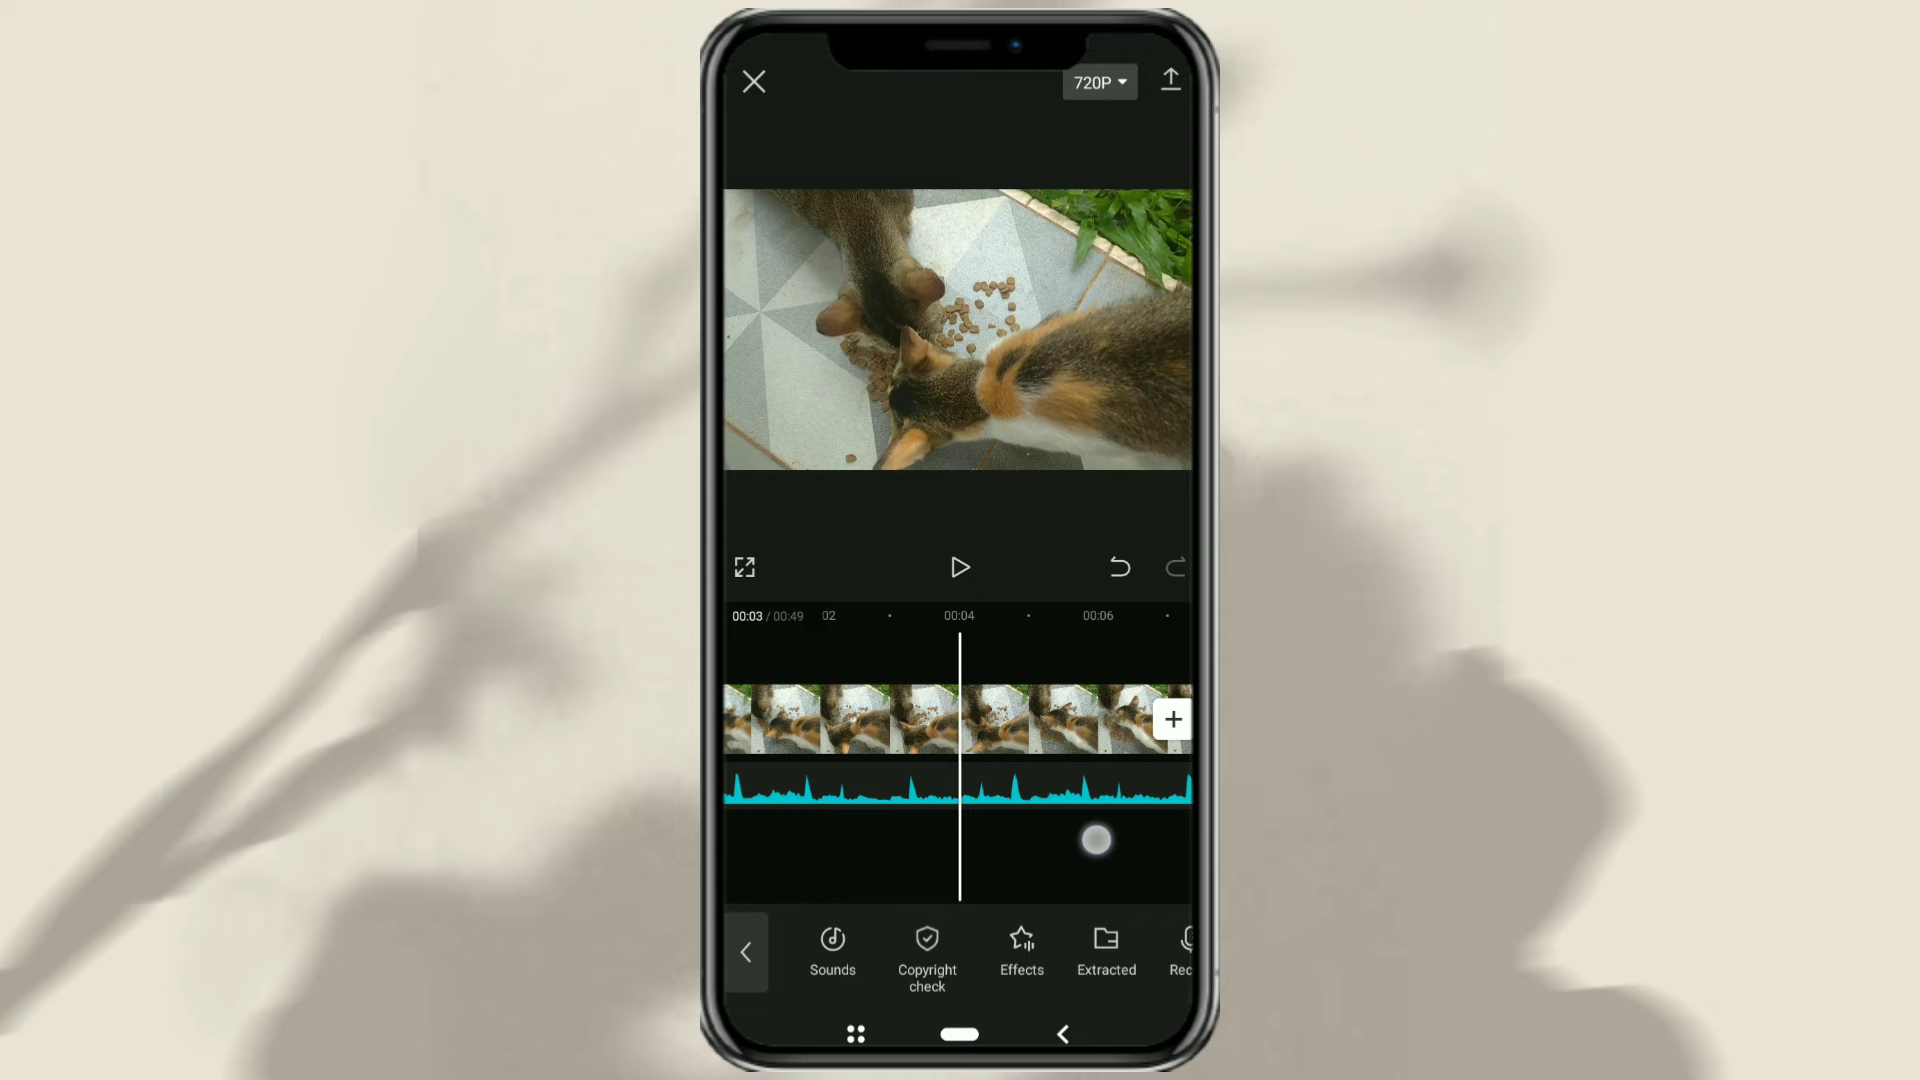 720P
00:03 / 00:49 02 00:04 00:06
Sounds
Copyright
check
Effects
Extracted
Rec